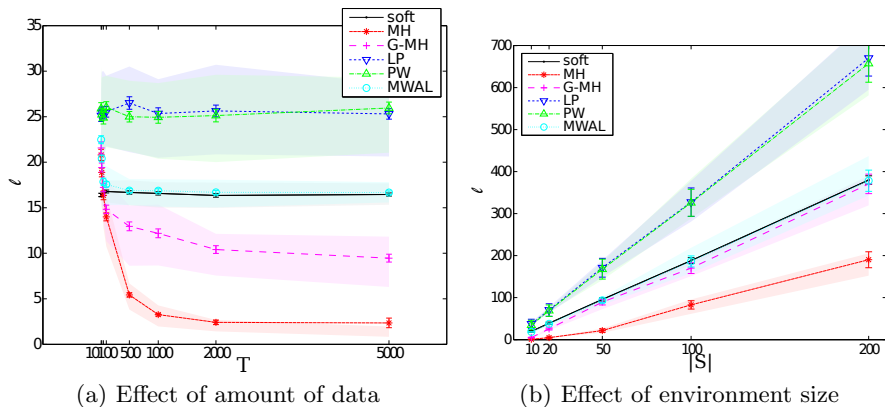 soft
MH
G-MH
LP
PW
MWAL
35
30
25
20
15
10
5
0
ℓ
500
1000
2000
5000
T
(a) Effect of amount of data
soft
MH
G-MH
LP
PW
MWAL
700
600
500
400
300
200
100
0
ℓ
10
20
50
100
200
|S|
(b) Effect of environment size